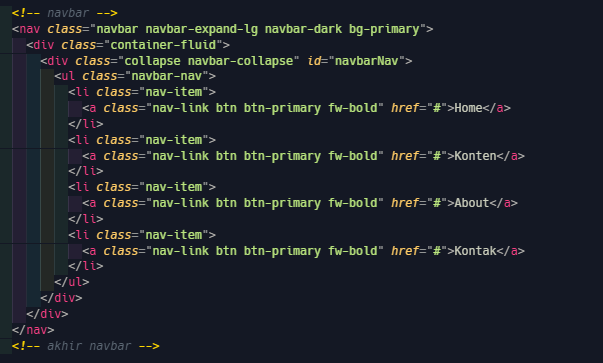 <!-- navbar -->
<nav class="navbar navbar-expand-lg navbar-dark bg-primary">
<div class="container-fluid">
<div class="collapse navbar-collapse" id="navbarNav">
<ul class="navbar-nav">
<li class="nav-item">
<a class="nav-link btn btn-primary fw-bold" href="#">Home</a>
</li>
<li class="nav-item">
<a class="nav-link btn btn-primary fw-bold" href="#">Konten</a>
</li>
<li class="nav-item">
<a class="nav-link btn btn-primary fw-bold" href="#">About</a>
</li>
<li class="nav-item">
<a class="nav-link btn btn-primary fw-bold" href="#">Kontak</a>
</li>
</ul>
</div>
</div>
</nav>
<!-- akhir navbar -->